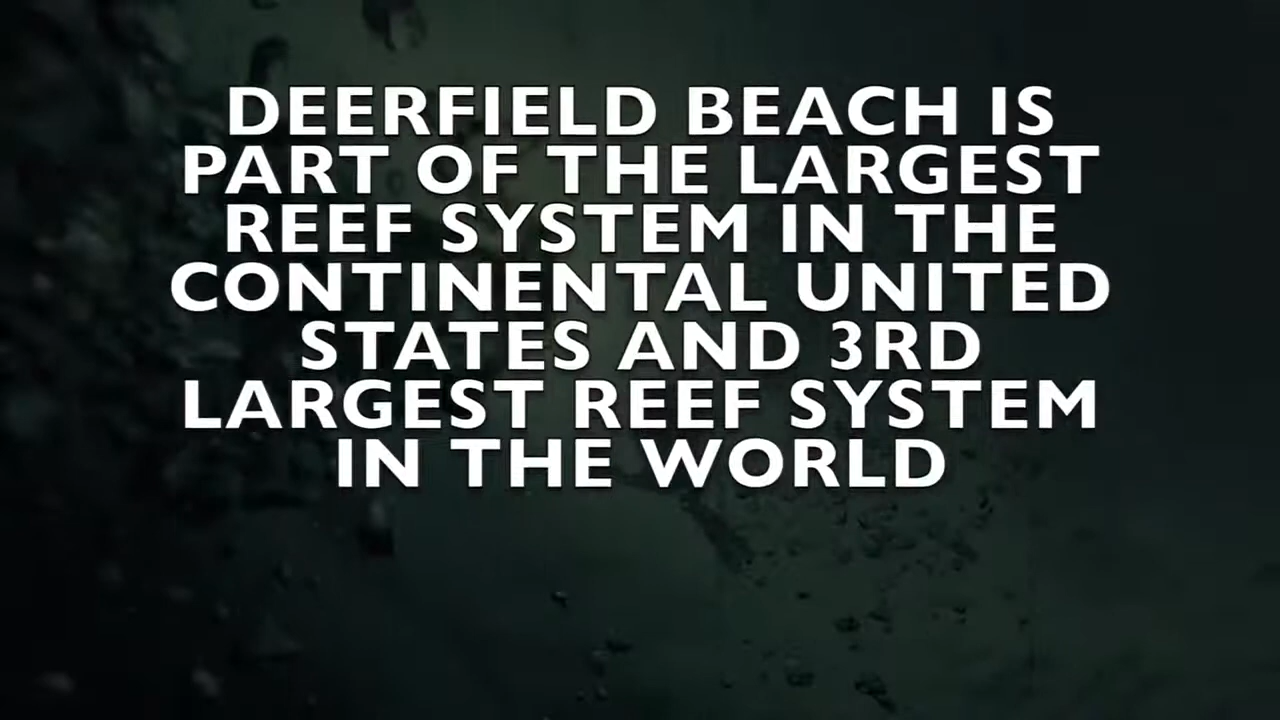 DEERFIELD BEACH IS
PART OF THE LARGEST
REEF SYSTEM IN THE
CONTINENTAL UNITED
STATES AND 3RD
LARGEST REEF SYSTEM
IN THE WORLD